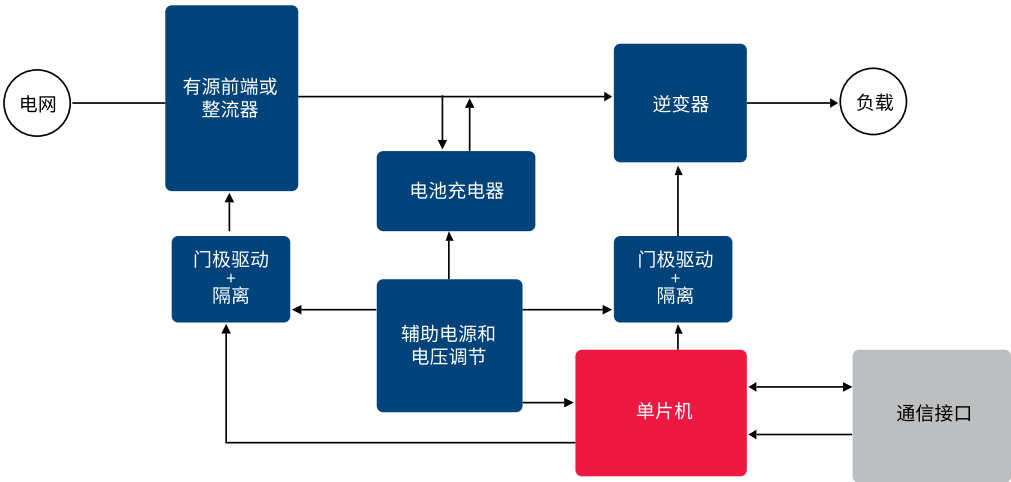 电网
有源前端或
整流器
逆变器
负载
电池充电器
门极驱动
+
隔离
门极驱动
+
隔离
辅助电源和
电压调节
单片机
通信接口